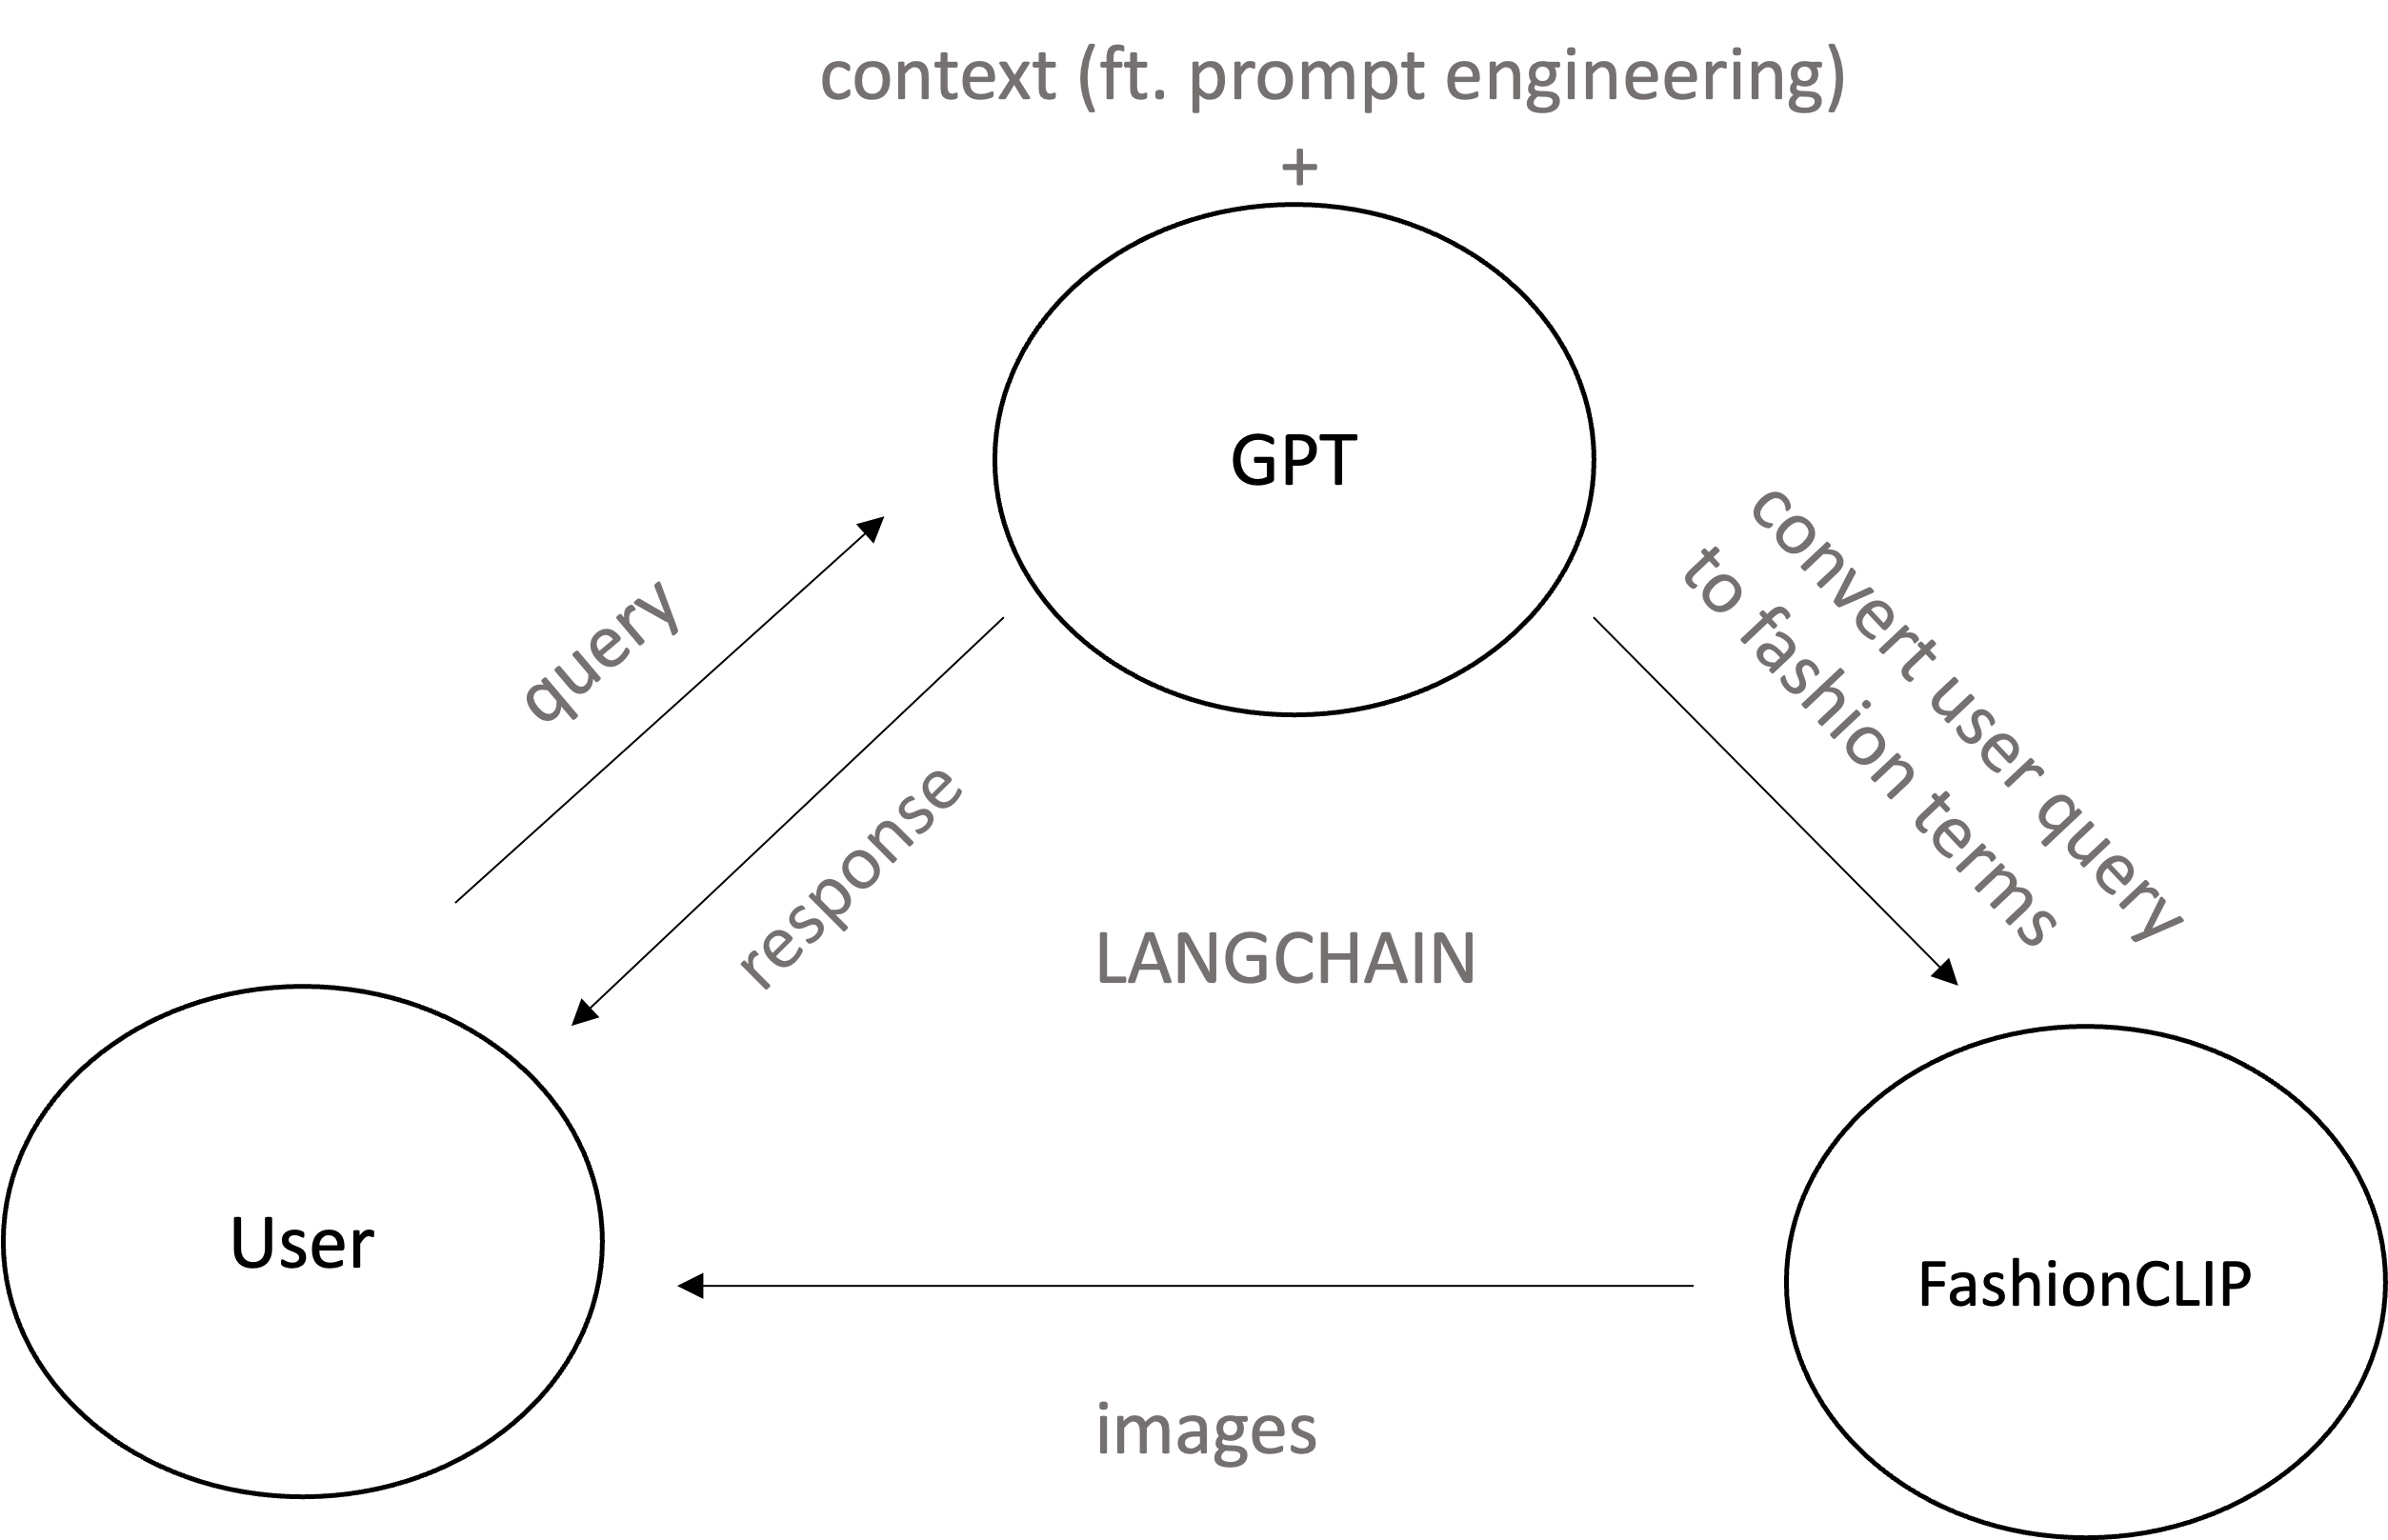 context (ft. prompt engineering)
+
GPT
query
response
convert user query
to fashion terms
LANGCHAIN
User
FashionCLIP
images